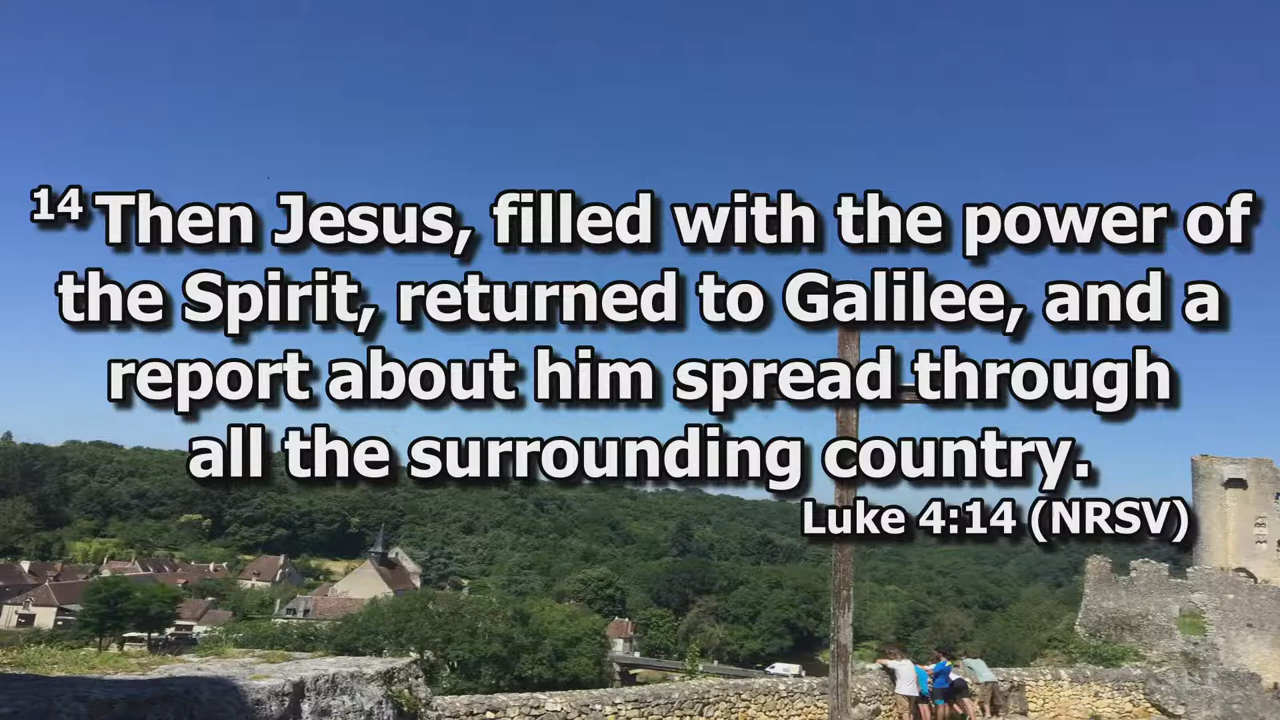 14 Then Jesus, filled with the power of
the Spirit, returned to Galilee, and a
report about him spread through
all the surrounding country.
Luke 4:14 (NRSV)